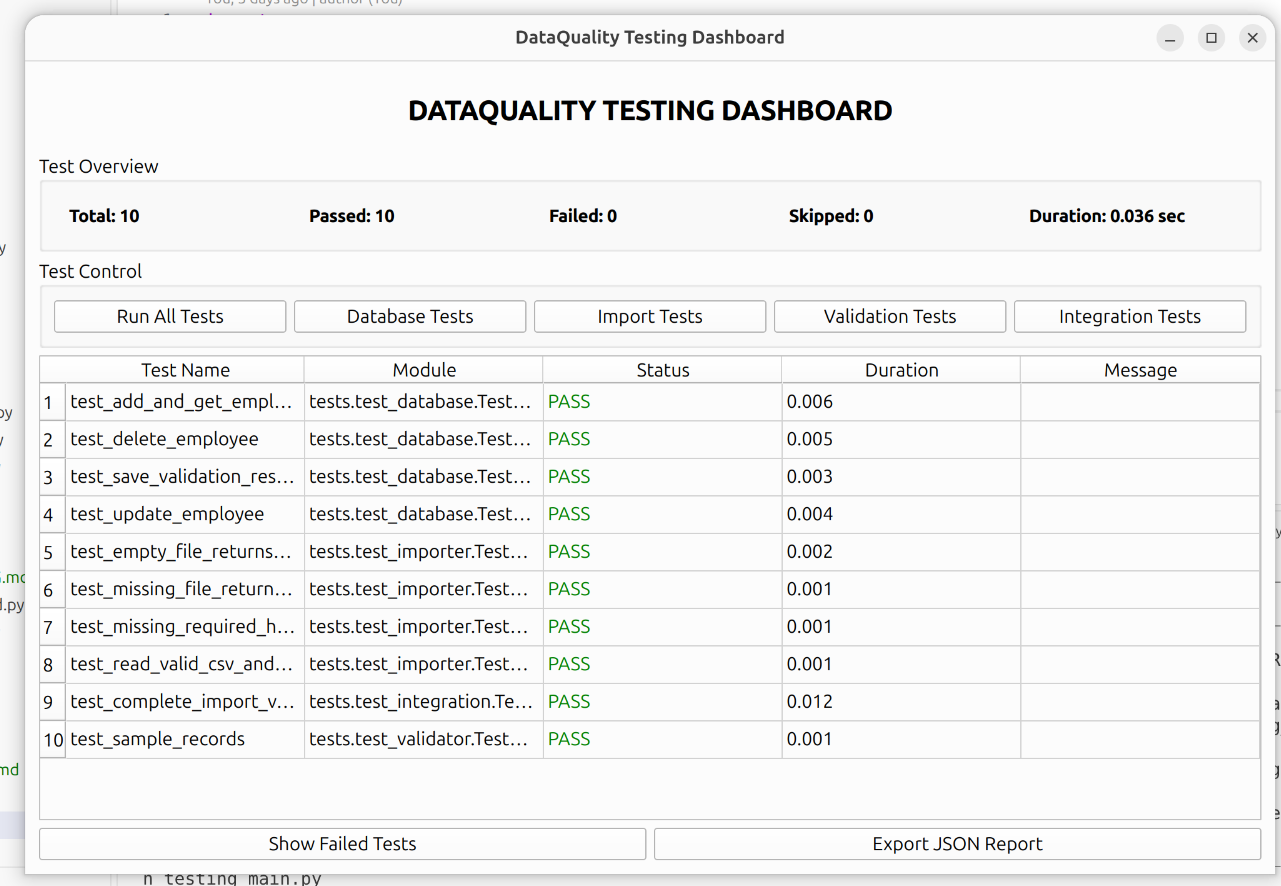 DataQuality Testing Dashboard
DATAQUALITY TESTING DASHBOARD
Test Overview
Total: 10 Passed: 10 Failed: 0 Skipped: 0 Duration: 0.036 sec
Test Control
Run All Tests Database Tests Import Tests Validation Tests Integration Tests
Test Name Module Status Duration Message
1 test_add_and_get_empl... tests.test_database.Test... PASS 0.006
2 test_delete_employee tests.test_database.Test... PASS 0.005
3 test_save_validation_res... tests.test_database.Test... PASS 0.003
4 test_update_employee tests.test_database.Test... PASS 0.004
5 test_empty_file_returns... tests.test_importer.Test... PASS 0.002
6 test_missing_file_return... tests.test_importer.Test... PASS 0.001
7 test_missing_required_h... tests.test_importer.Test... PASS 0.001
8 test_read_valid_csv_and... tests.test_importer.Test... PASS 0.001
9 test_complete_import_v... tests.test_integration.Te... PASS 0.012
10 test_sample_records tests.test_validator.Test... PASS 0.001
Show Failed Tests Export JSON Report
n testing main.py